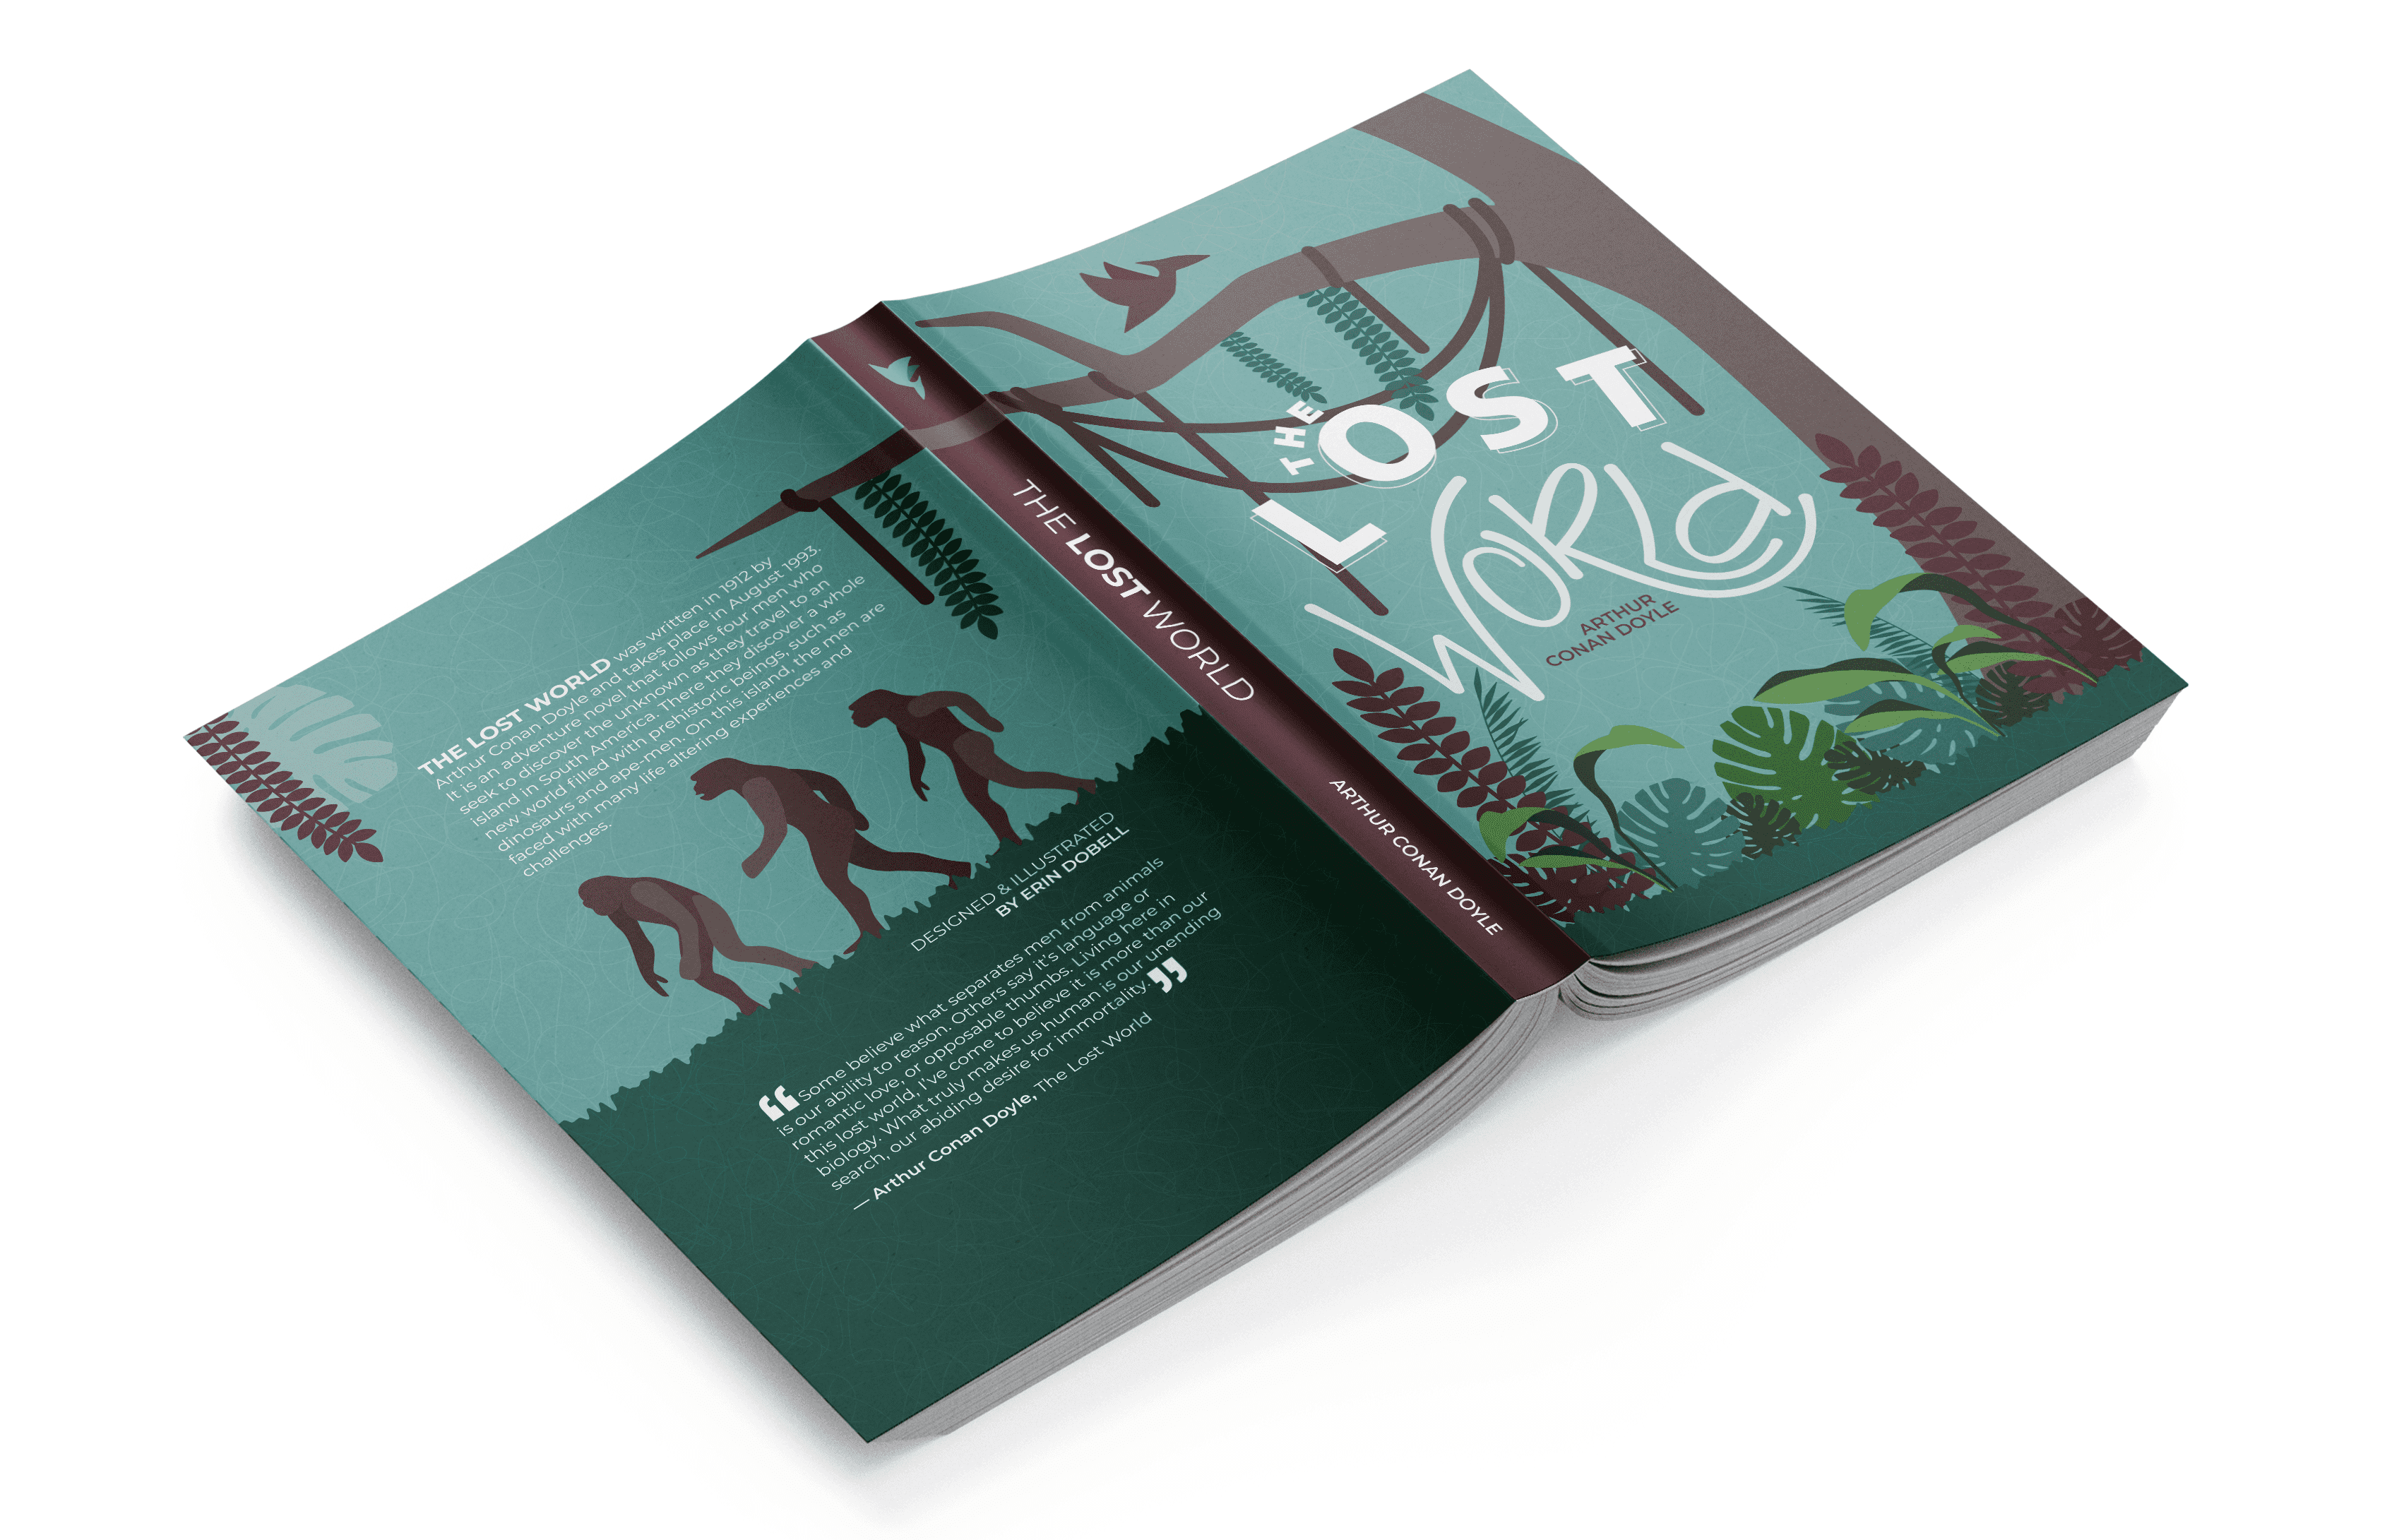 THE
LOST
WORLd
ARTHUR
CONAN DOYLE
THE LOST WORLD
ARTHUR CONAN DOYLE
THE LOST WORLD was written in 1912 by
Arthur Conan Doyle and takes place in August 1993.
It is an adventure novel that follows four men who
seek to discover the unknown as they travel to an
island in South America. There they discover a whole
new world filled with prehistoric beings, such as
dinosaurs and ape-men. On this island, the men are
faced with many life altering experiences and
challenges.
DESIGNED & ILLUSTRATED
BY ERIN DOBELL
“Some believe what separates men from animals
is our ability to reason. Others say it's language or
romantic love, or opposable thumbs. Living here in
this lost world, I've come to believe it is more than our
biology. What truly makes us human is our unending
search, our abiding desire for immortality.”
— Arthur Conan Doyle, The Lost World